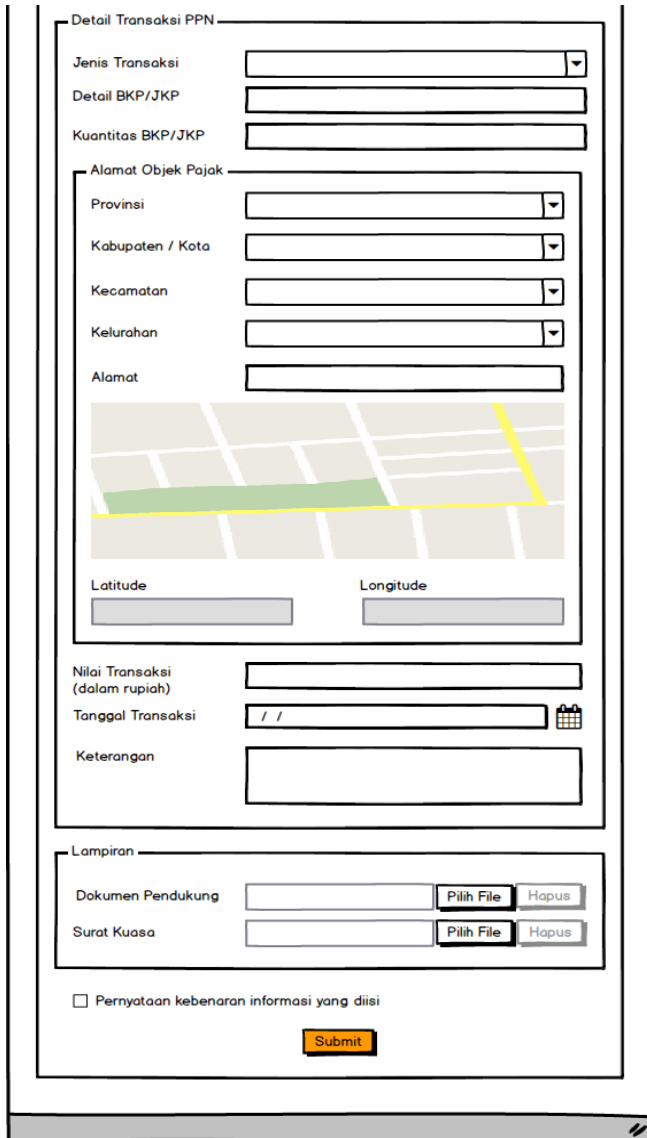 Detail Transaksi PPN
Jenis Transaksi
Detail BKP/JKP
Kuantitas BKP/JKP
Alamat Objek Pajak
Provinsi
Kabupaten / Kota
Kecamatan
Kelurahan
Alamat
Latitude Longitude
Nilai Transaksi
(dalam rupiah)
Tanggal Transaksi / /
Keterangan
Lampiran
Dokumen Pendukung Pilih File Hapus
Surat Kuasa Pilih File Hapus
Pernyataan kebenaran informasi yang diisi
Submit